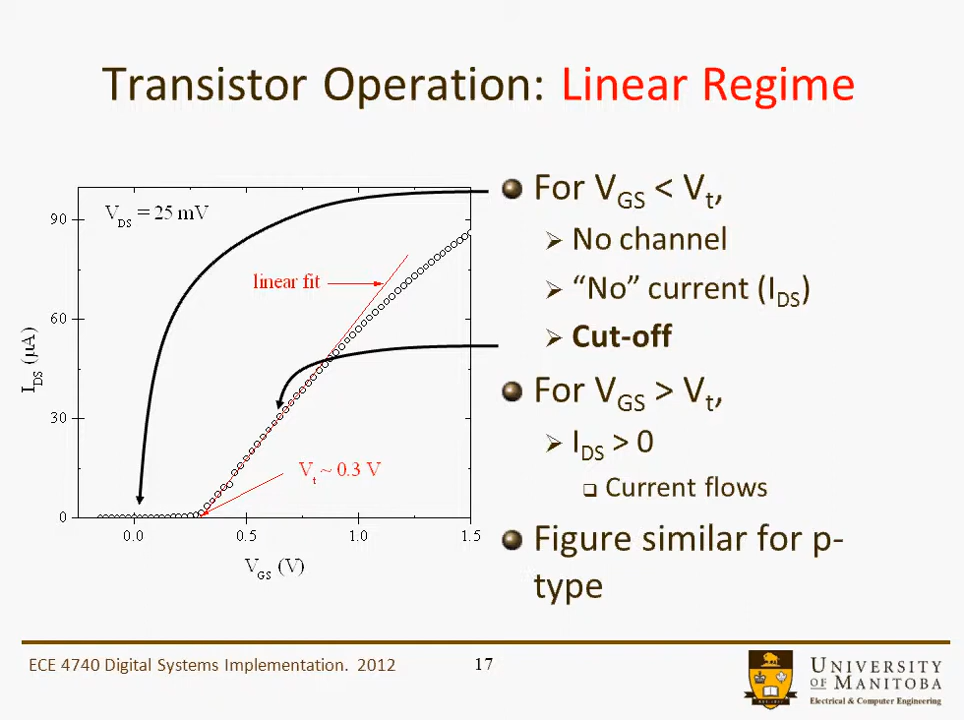 Transistor Operation: Linear Regime
V_DS = 25 mV
linear fit
V_t ~ 0.3 V
I_DS (µA)
90
60
30
0
0.0 0.5 1.0 1.5
V_GS (V)
For V_GS < V_t,
No channel
“No” current (I_DS)
Cut-off
For V_GS > V_t,
I_DS > 0
Current flows
Figure similar for p-
type
ECE 4740 Digital Systems Implementation. 2012
17
UNIVERSITY
OF MANITOBA
Electrical & Computer Engineering